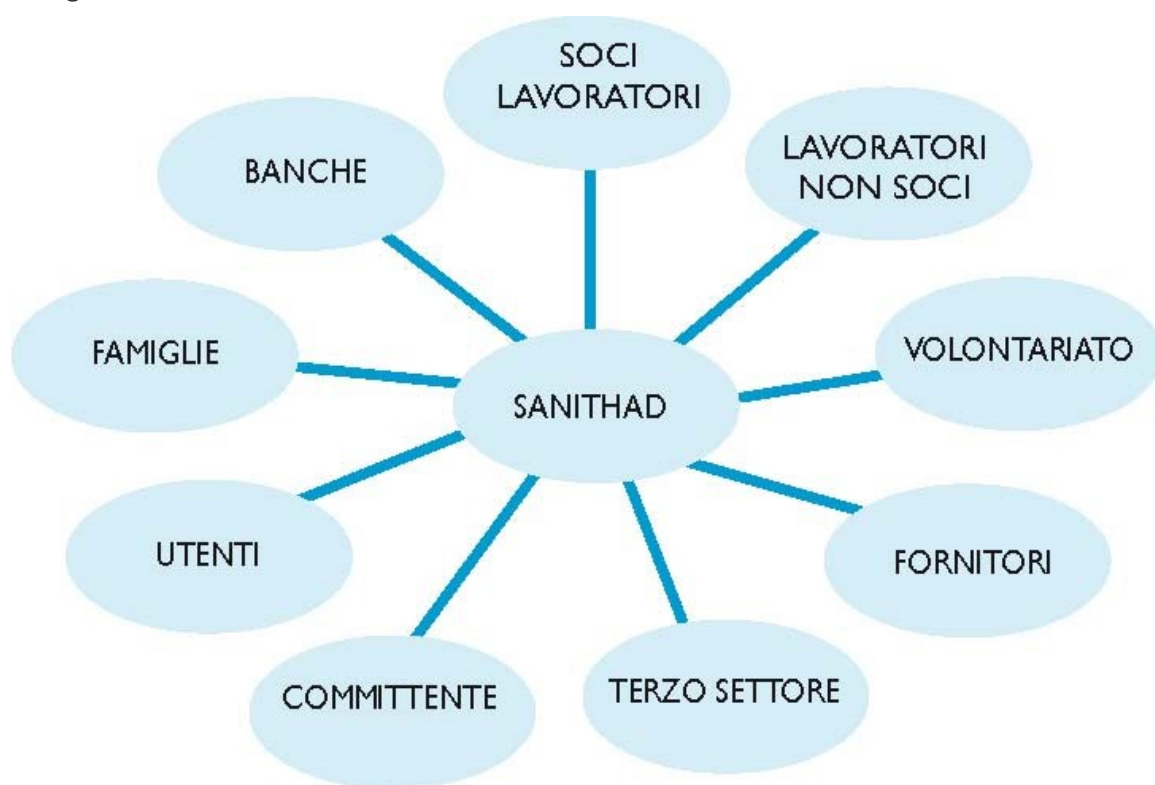 SOCI
LAVORATORI
LAVORATORI
NON SOCI
BANCHE
VOLONTARIATO
FAMIGLIE
SANITHAD
UTENTI
FORNITORI
COMMITTENTE
TERZO SETTORE